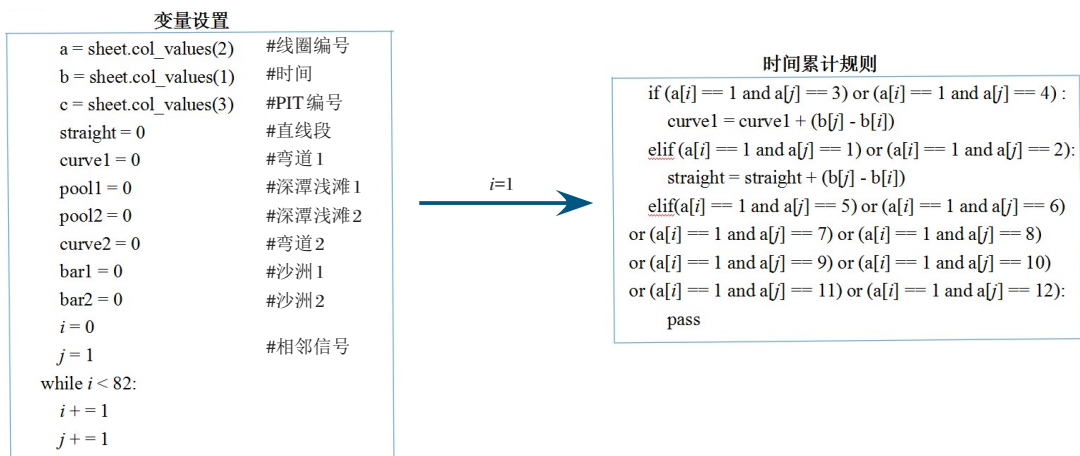 变量设置
a = sheet.col_values(2) #线圈编号
b = sheet.col_values(1) #时间
c = sheet.col_values(3) #PIT编号
straight = 0 #直线段
curve1 = 0 #弯道1
pool1 = 0 #深潭浅滩1
pool2 = 0 #深潭浅滩2
curve2 = 0 #弯道2
bar1 = 0 #沙洲1
bar2 = 0 #沙洲2
i = 0
j = 1 #相邻信号
while i < 82:
i + = 1
j + = 1
i=1
时间累计规则
if (a[i] == 1 and a[j] == 3) or (a[i] == 1 and a[j] == 4) :
curve1 = curve1 + (b[j] - b[i])
elif (a[i] == 1 and a[j] == 1) or (a[i] == 1 and a[j] == 2):
straight = straight + (b[j] - b[i])
elif(a[i] == 1 and a[j] == 5) or (a[i] == 1 and a[j] == 6)
or (a[i] == 1 and a[j] == 7) or (a[i] == 1 and a[j] == 8)
or (a[i] == 1 and a[j] == 9) or (a[i] == 1 and a[j] == 10)
or (a[i] == 1 and a[j] == 11) or (a[i] == 1 and a[j] == 12):
pass